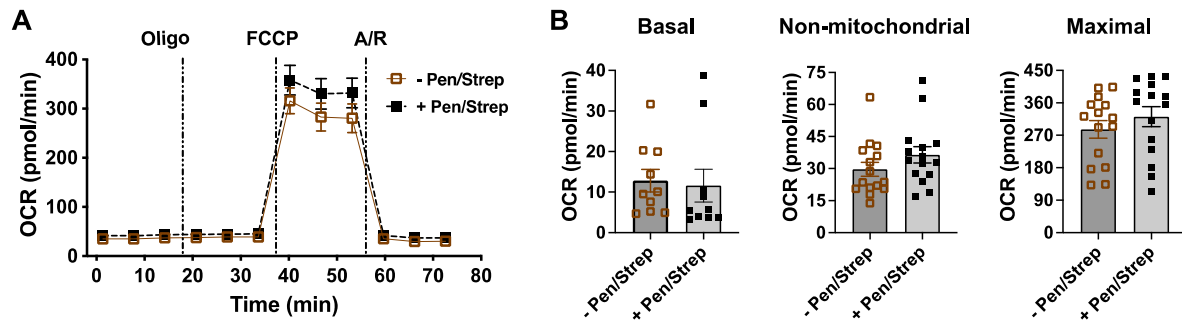 A
Oligo FCCP A/R
OCR (pmol/min)
400
300
200
100
50
0
- Pen/Strep
+ Pen/Strep
0 10 20 30 40 50 60 70 80
Time (min)
B
Basal
OCR (pmol/min)
40
30
20
10
0
- Pen/Strep
+ Pen/Strep
Non-mitochondrial
OCR (pmol/min)
75
60
45
30
15
0
- Pen/Strep
+ Pen/Strep
Maximal
OCR (pmol/min)
450
360
270
180
90
0
- Pen/Strep
+ Pen/Strep